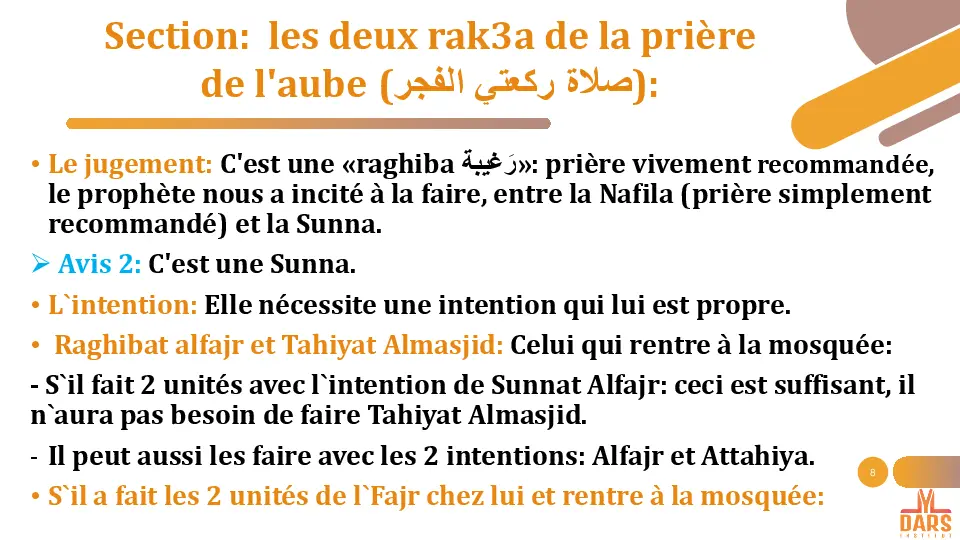 Section:  les deux rak3a de la prière
de l'aube (صلاة ركعتي الفجر):
• Le jugement: C'est une «raghiba رَغيبة»: prière vivement recommandée,
le prophète nous a incité à la faire, entre la Nafila (prière simplement
recommandé) et la Sunna.
➢ Avis 2: C'est une Sunna.
• L`intention: Elle nécessite une intention qui lui est propre.
• Raghibat alfajr et Tahiyat Almasjid: Celui qui rentre à la mosquée:
- S`il fait 2 unités avec l`intention de Sunnat Alfajr: ceci est suffisant, il
n`aura pas besoin de faire Tahiyat Almasjid.
- Il peut aussi les faire avec les 2 intentions: Alfajr et Attahiya.
8
• S`il a fait les 2 unités de l`Fajr chez lui et rentre à la mosquée:
DARS
INSTITUT